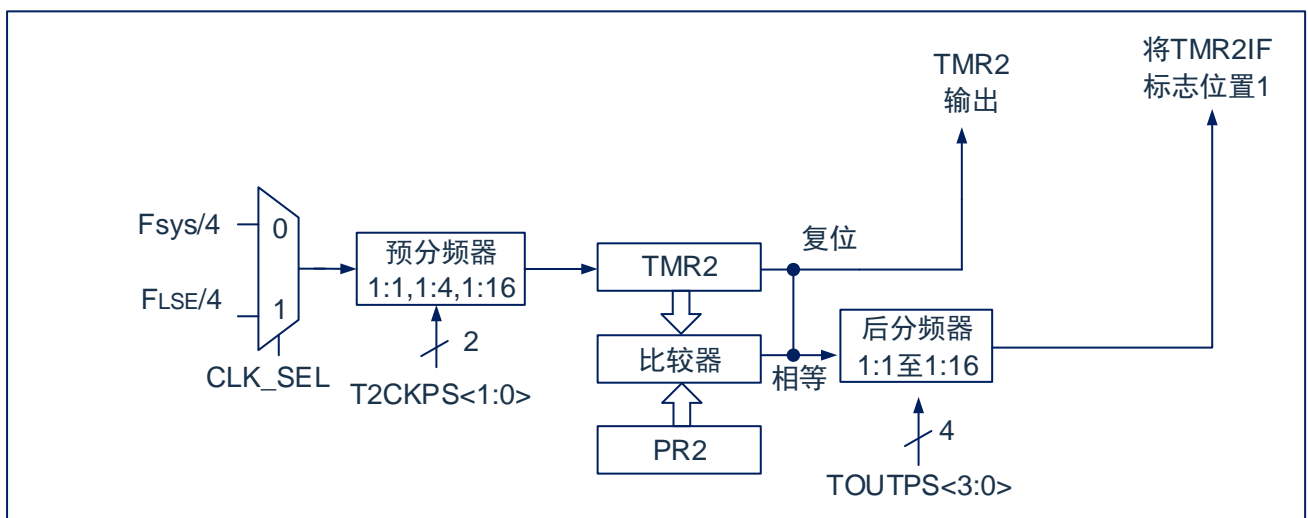 TMR2
输出
将TMR2IF
标志位置1
Fsys/4
0
FLSE/4
1
CLK_SEL
预分频器
1:1,1:4,1:16
2
T2CKPS<1:0>
TMR2
复位
比较器
相等
PR2
后分频器
1:1至1:16
4
TOUTPS<3:0>